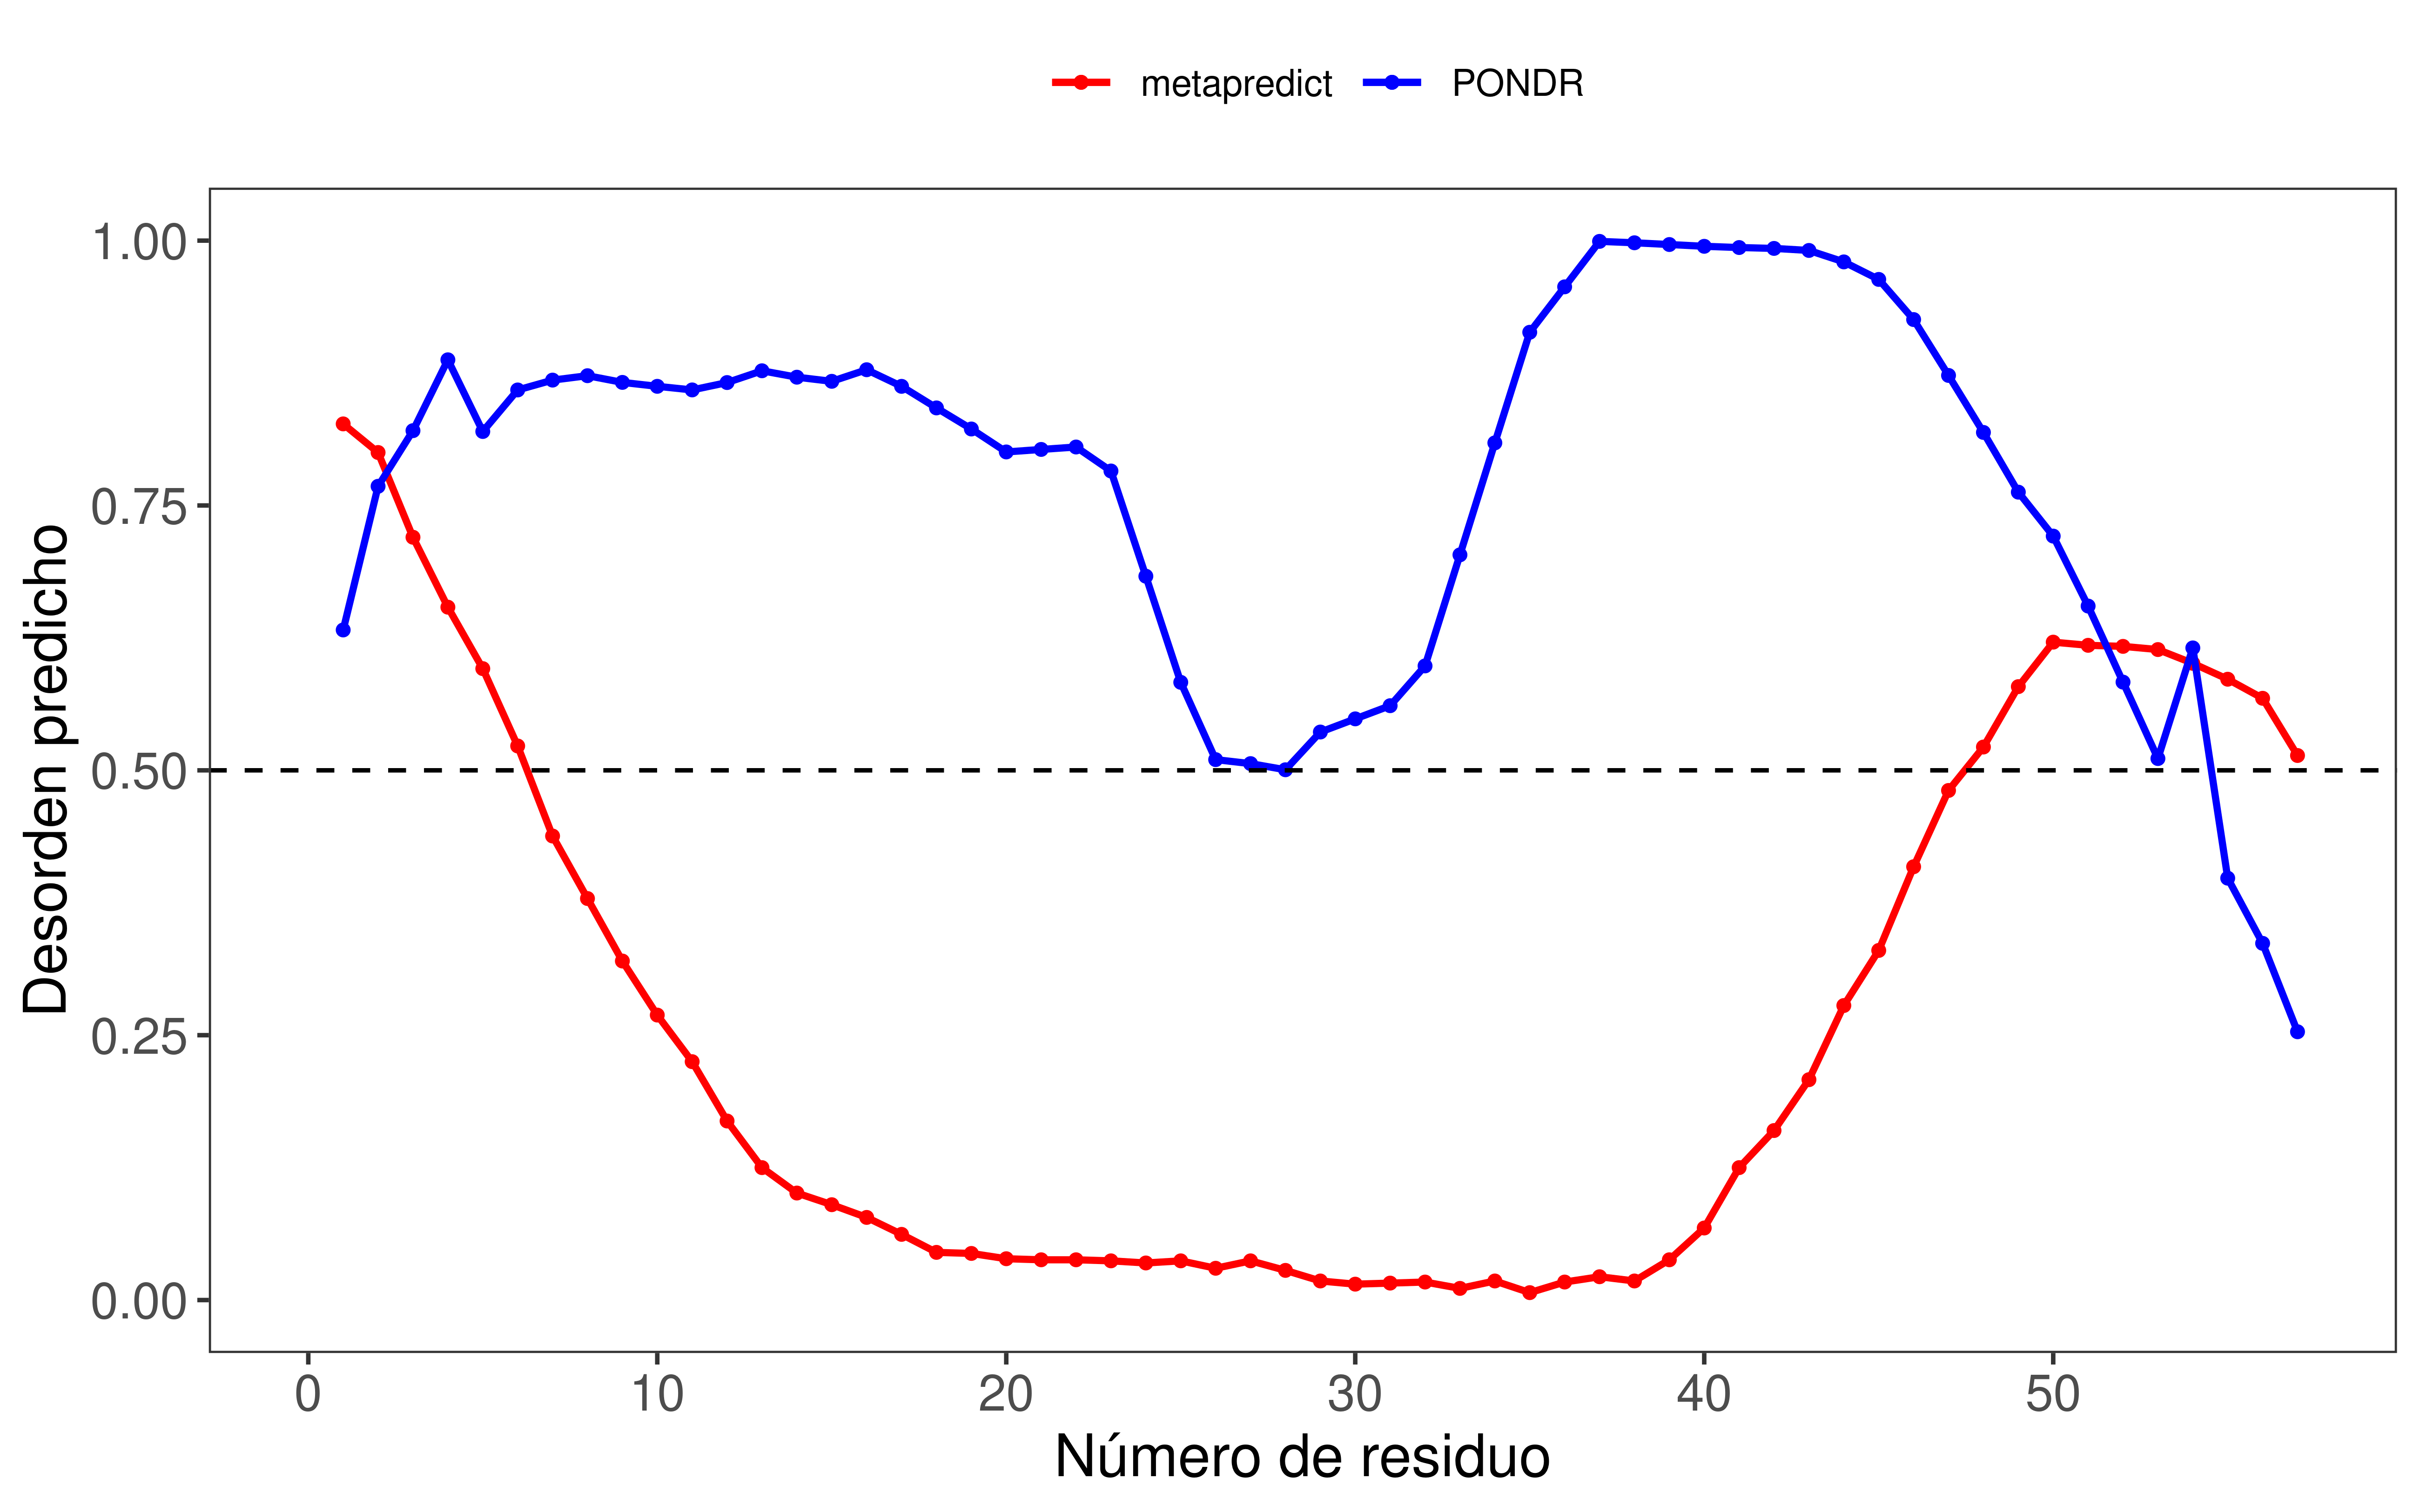 metapredict PONDR
Desorden predicho
1.00
0.75
0.50
0.25
0.00
0 10 20 30 40 50
Número de residuo